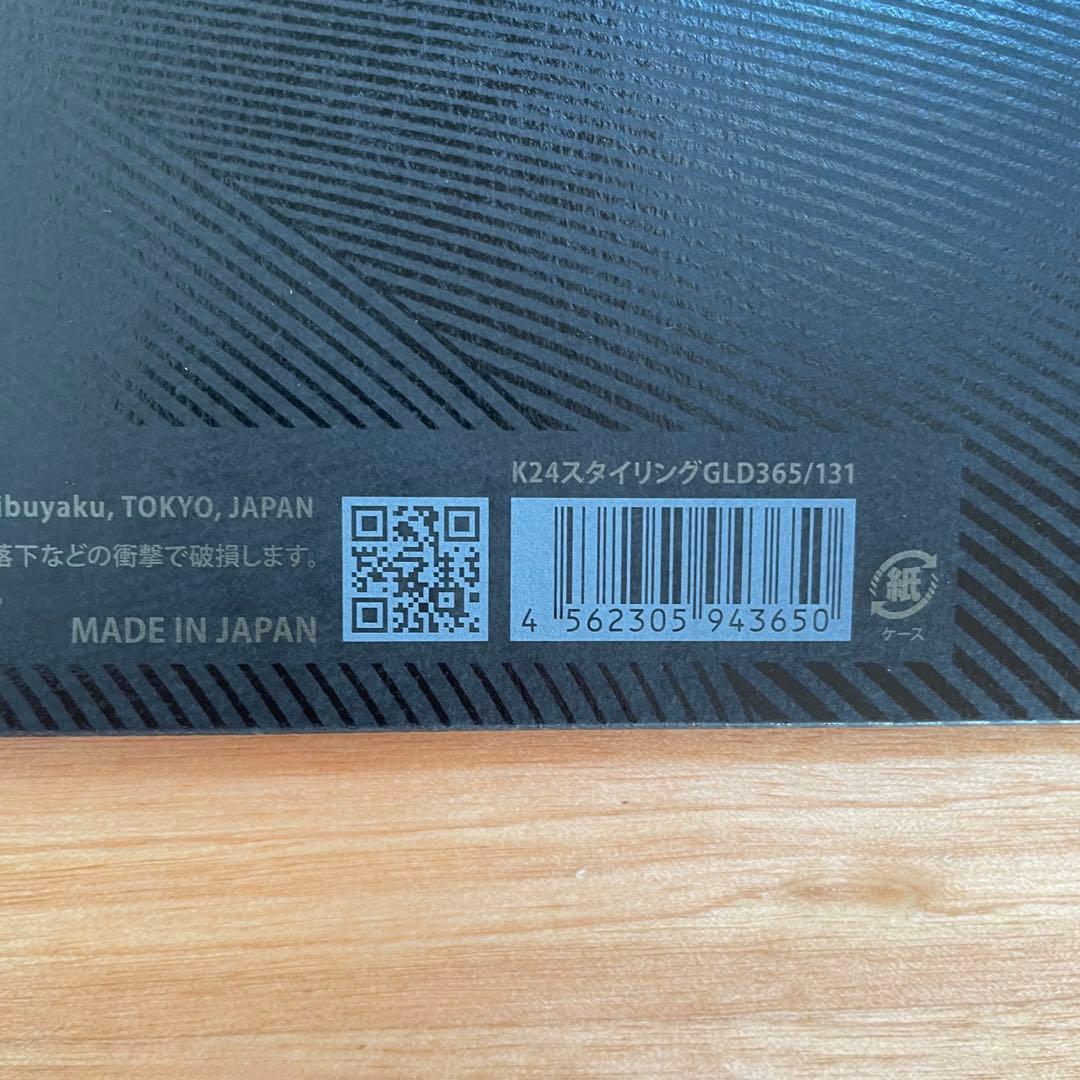 K24スタイリングGLD365/131
ibuyaku, TOKYO, JAPAN
落下などの衝撃で破損します。
。
MADE IN JAPAN
4 562305 943650
紙
ケース